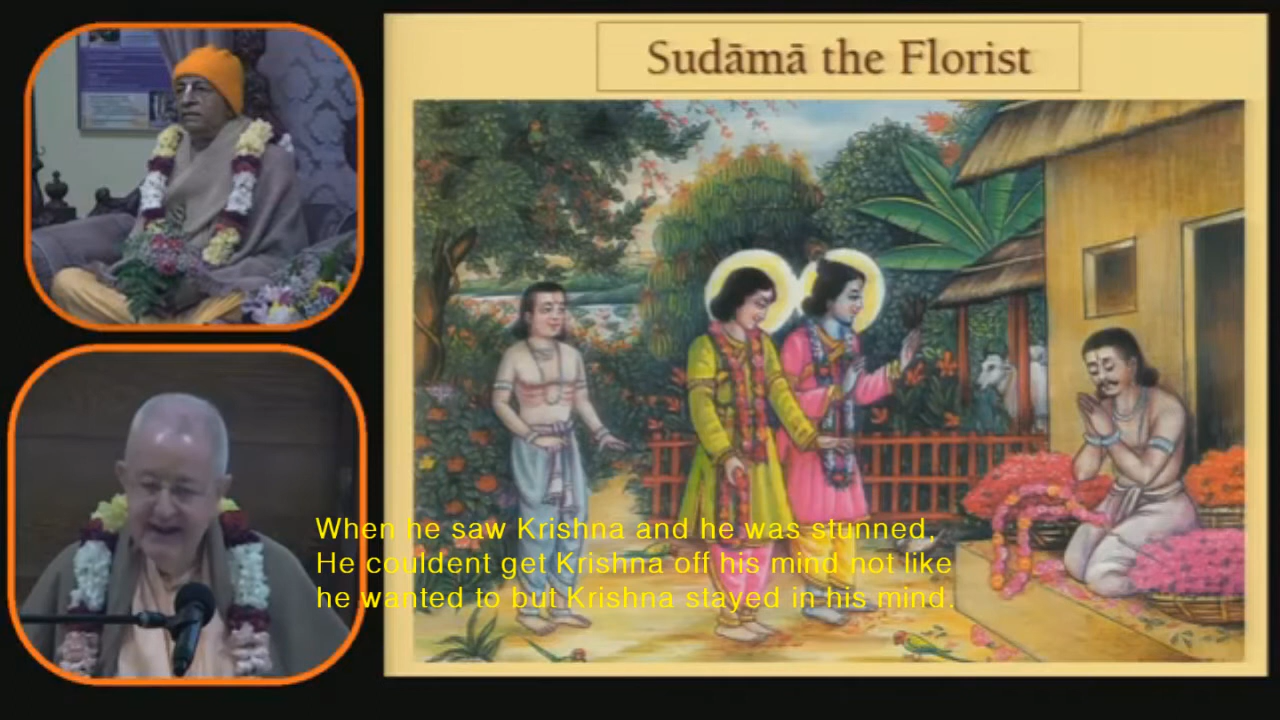 Sudāmā the Florist
When he saw Krishna and he was stunned,
He couldent get Krishna off his mind not like
he wanted to but Krishna stayed in his mind.